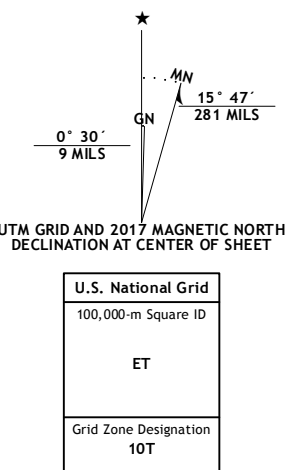 ★
MN
GN
15° 47´
281 MILS
0° 30´
9 MILS
UTM GRID AND 2017 MAGNETIC NORTH
DECLINATION AT CENTER OF SHEET
U.S. National Grid
100,000-m Square ID
ET
Grid Zone Designation
10T